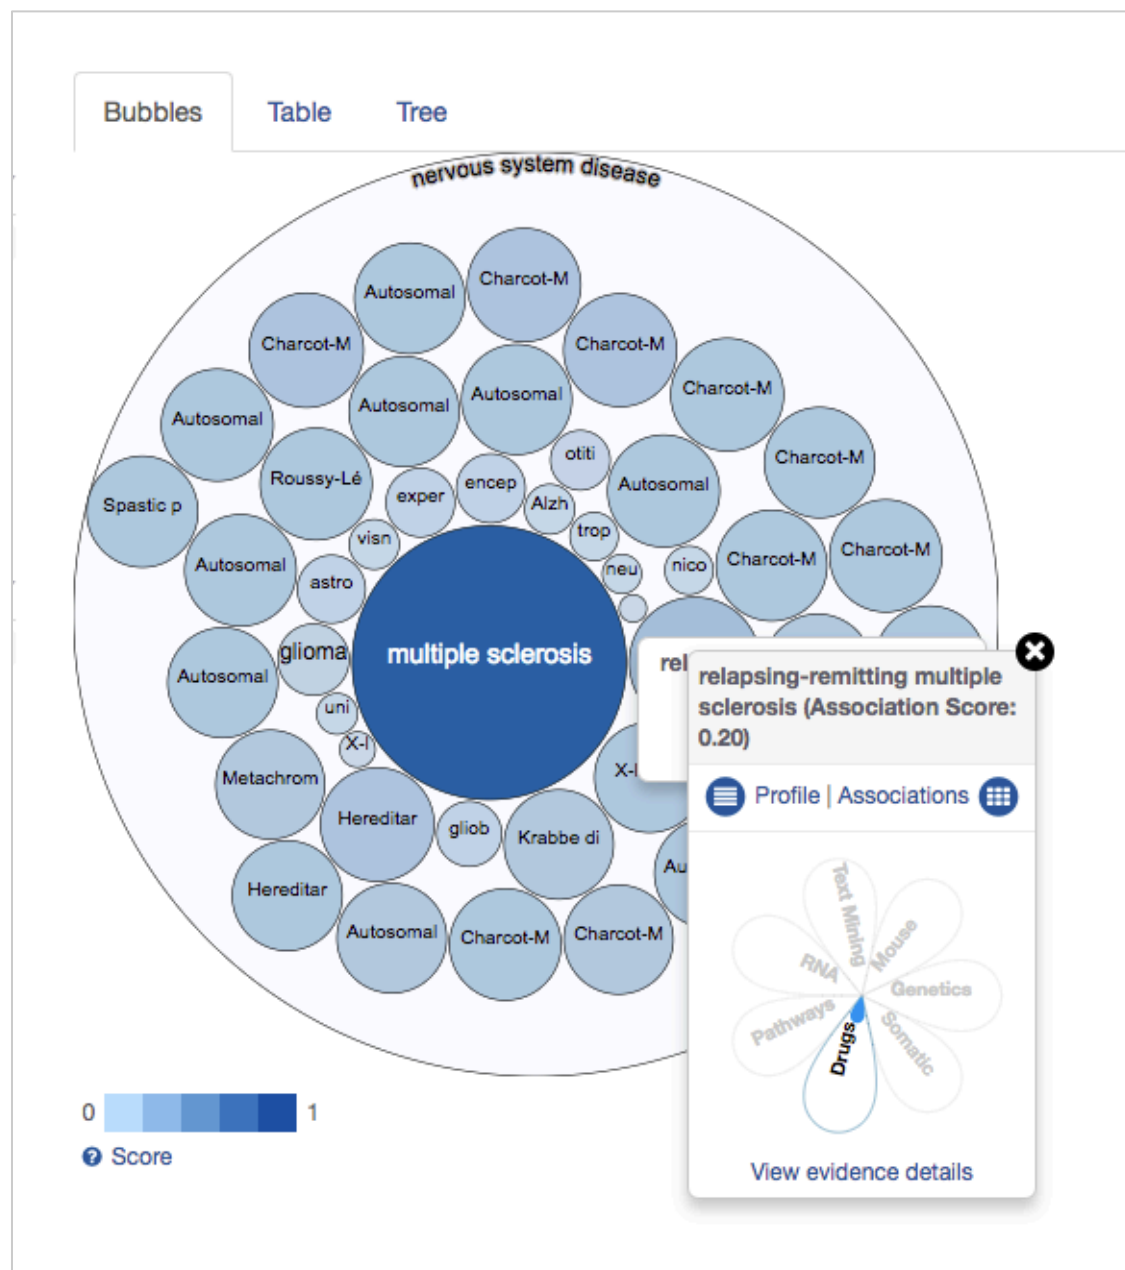 Bubbles Table Tree
nervous system disease
Charcot-M
Autosomal
Charcot-M
Charcot-M
Charcot-M
Autosomal
Autosomal
Autosomal
Charcot-M
otiti
Roussy-Lé
encep
Autosomal
exper
Alzh
Spastic p
trop
visn
Charcot-M
Charcot-M
Autosomal
neu
nico
astro
glioma
multiple sclerosis
rel
Autosomal
uni
X-l
Metachrom
Hereditar
gliob
Krabbe di
Au
Hereditar
Autosomal
Charcot-M
Charcot-M
relapsing-remitting multiple
sclerosis (Association Score:
0.20)
Profile | Associations
Text Mining
Mouse
RNA
Genetics
Pathways
Somatic
Drugs
View evidence details
0 1
? Score